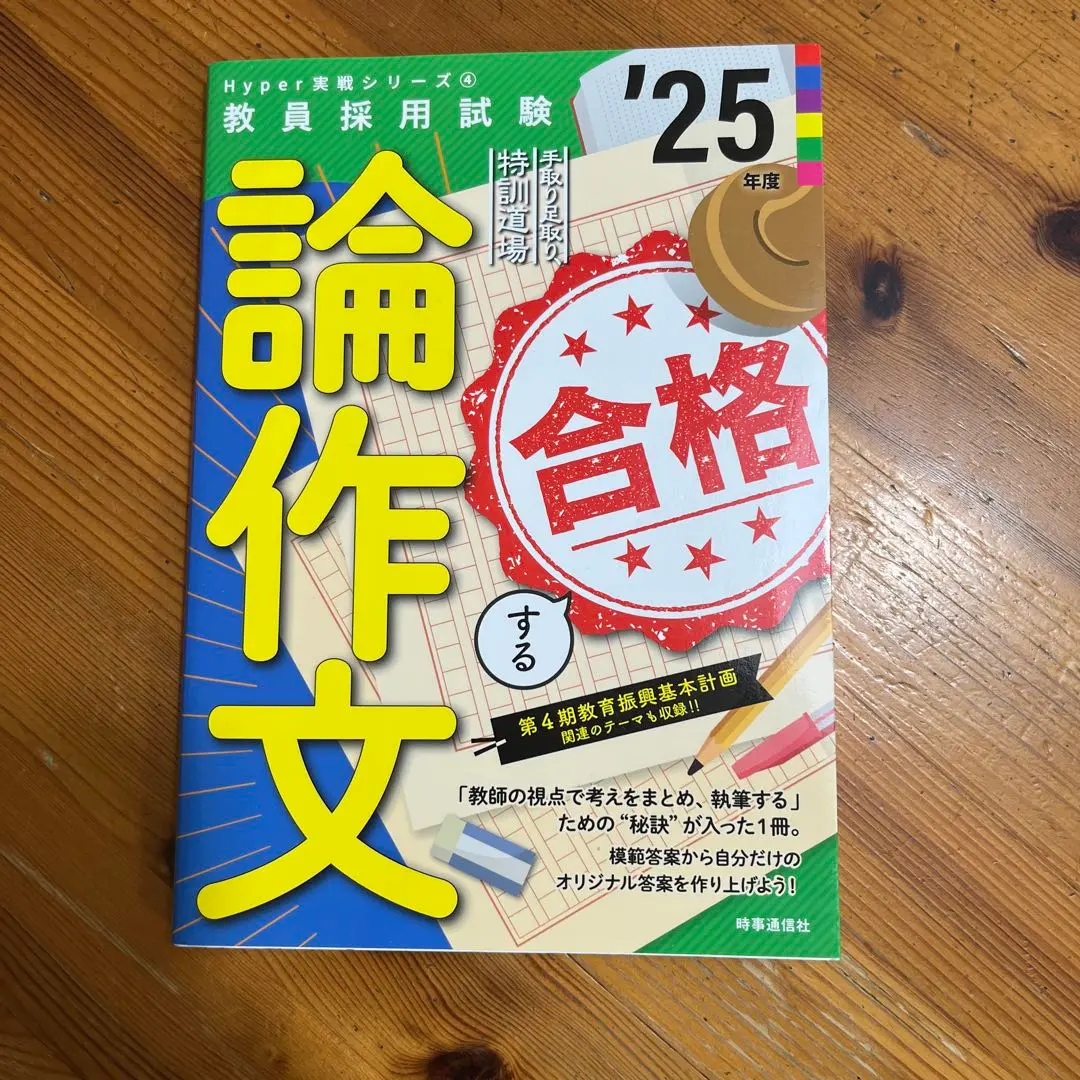 Hyper実戦シリーズ④
教員採用試験
'25
年度
手取り足取り、
特訓道場
論作文
合格
する
第4期教育振興基本計画
関連のテーマも収録!!
「教師の視点で考えをまとめ、執筆する」
ための“秘訣”が入った1冊。
模範答案から自分だけの
オリジナル答案を作り上げよう!
時事通信社